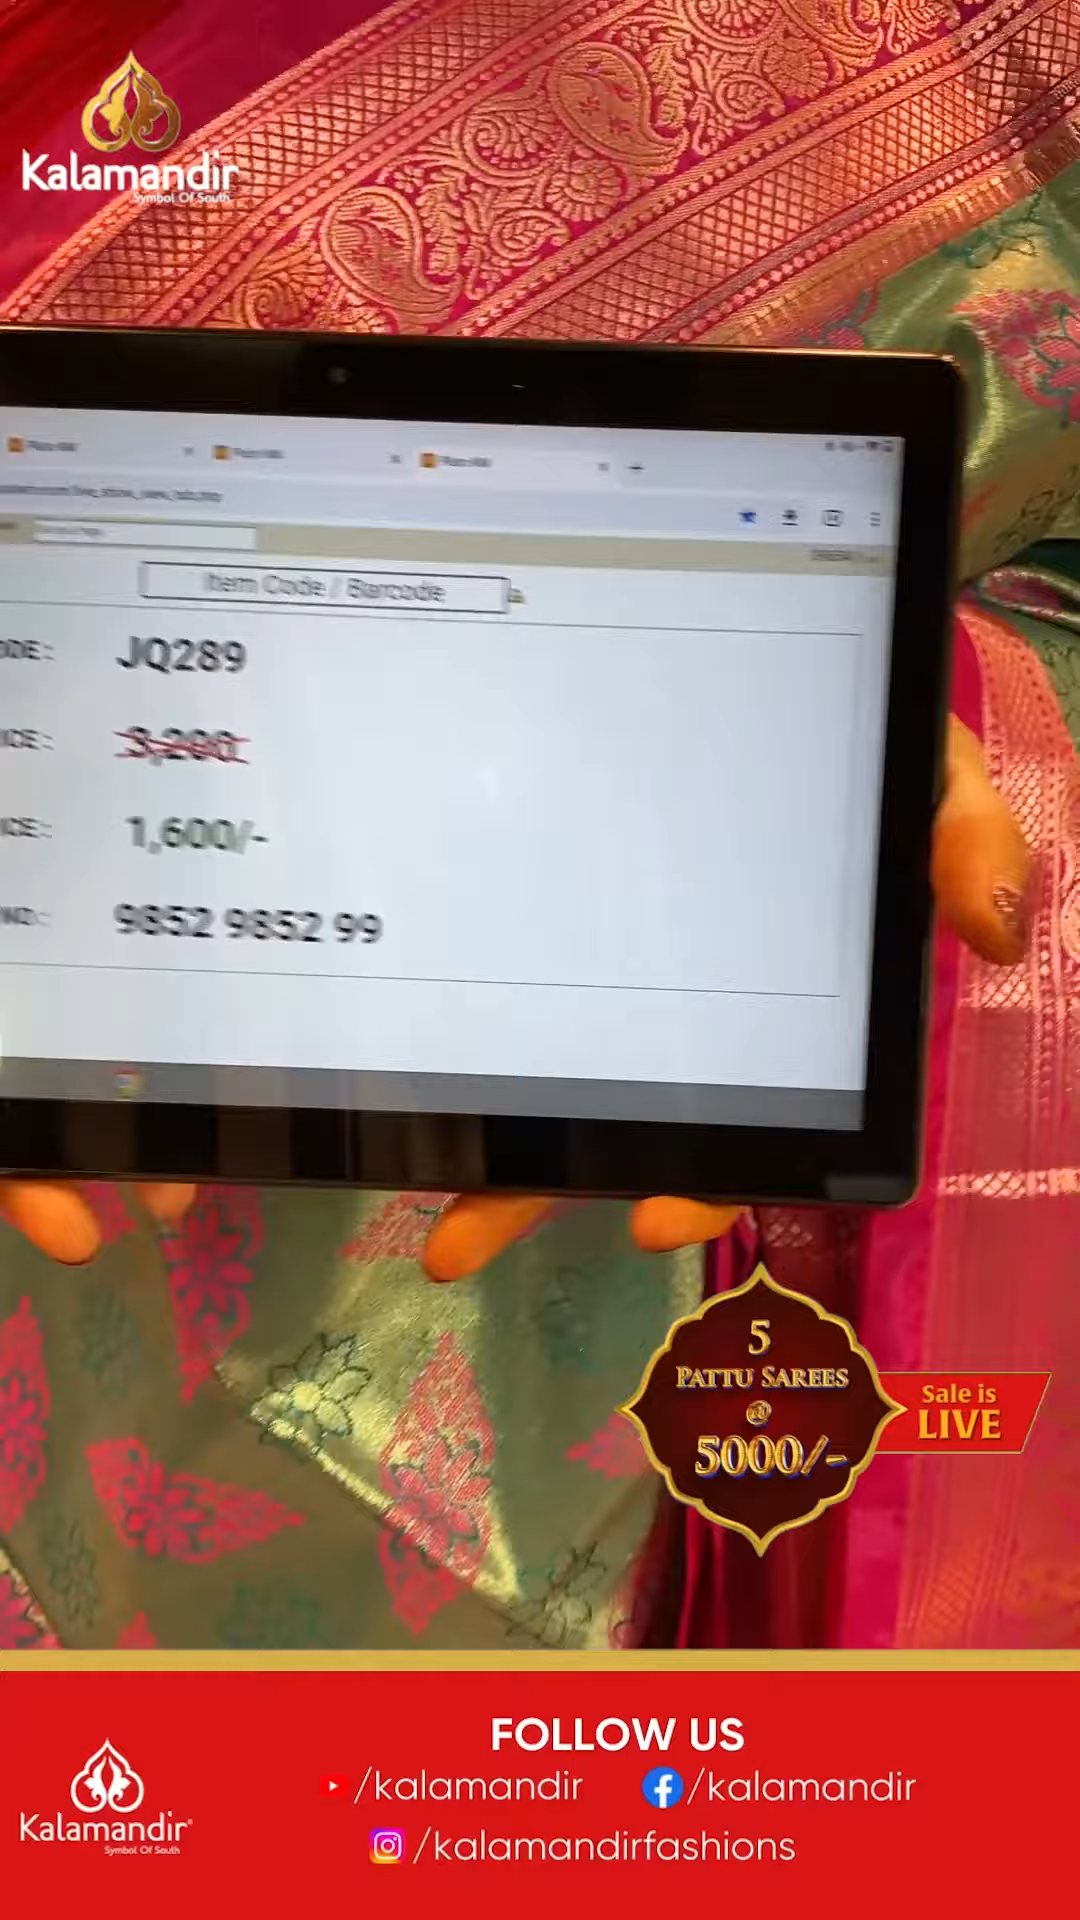 Kalamandir
Symbol Of South
Item Code / Barcode
JQ289
3,200
1,600/-
9852 9852 99
5
PATTU SAREES
@
5000/-
Sale is
LIVE
FOLLOW US
/kalamandir
/kalamandir
/kalamandirfashions
Kalamandir
Symbol Of South